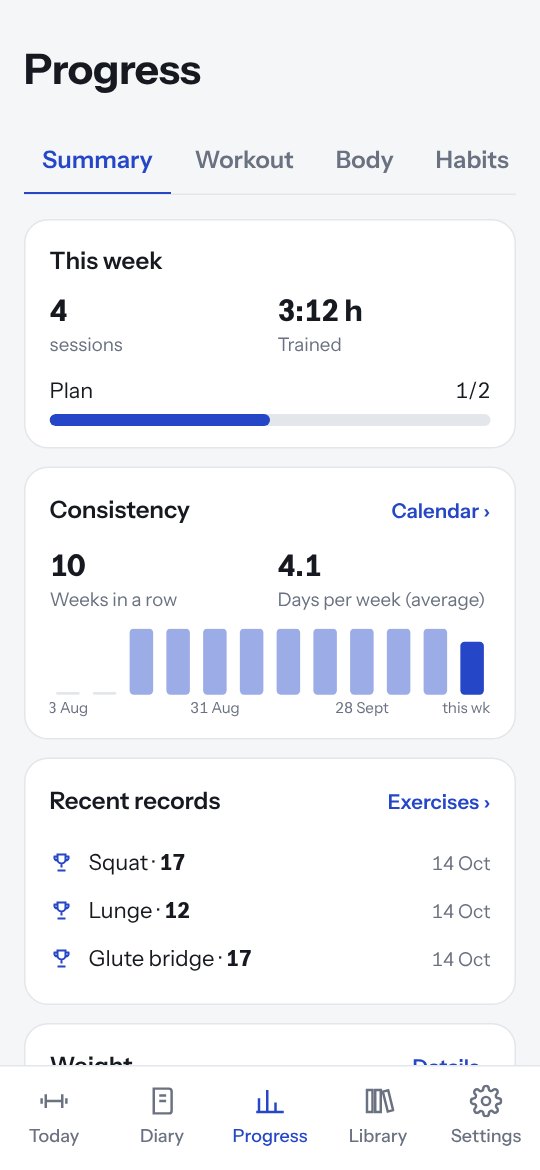 Progress
Summary Workout Body Habits
This week
4 3:12 h
sessions Trained
Plan 1/2
Consistency Calendar ›
10 4.1
Weeks in a row Days per week (average)
3 Aug 31 Aug 28 Sept this wk
Recent records Exercises ›
Squat · 17 14 Oct
Lunge · 12 14 Oct
Glute bridge · 17 14 Oct
Weight Details
Today Diary Progress Library Settings